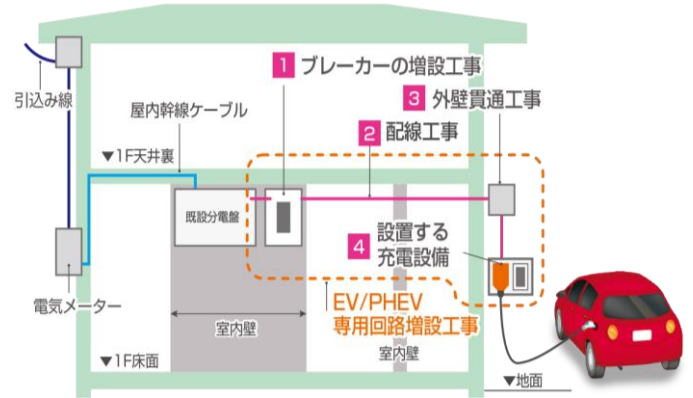 1 ブレーカーの増設工事
引込み線
屋内幹線ケーブル
3 外壁貫通工事
2 配線工事
▼1F天井裏
既設分電盤
4 設置する
充電設備
電気メーター
室内壁
EV/PHEV
専用回路増設工事
室内壁
▼1F床面
▼地面